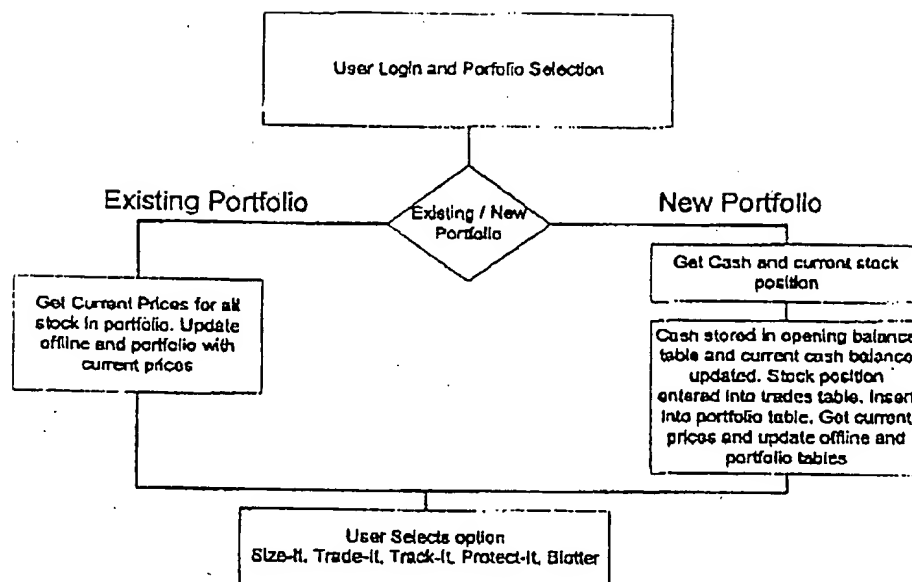 User Login and Porfolio Selection
Existing Portfolio
Existing / New
Portfolio
New Portfolio
Get Cash and current stock
position
Get Current Prices for all
stock in portfolio. Update
offline and portfolio with
current prices
Cash stored in opening balance
table and current cash balance
updated. Stock position
entered into trades table. Insert
into portfolio table. Get current
prices and update offline and
portfolio tables
User Selects option
Size-it, Trade-it, Track-it, Protect-it, Blotter